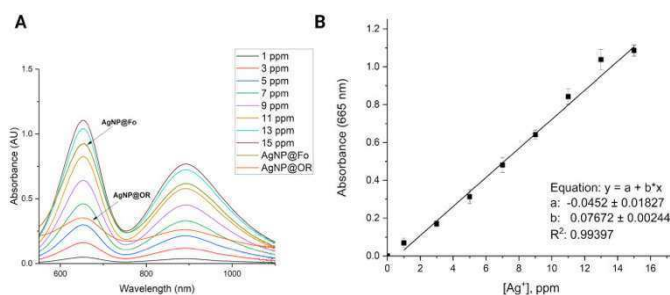 A
1 ppm
3 ppm
5 ppm
7 ppm
9 ppm
11 ppm
13 ppm
15 ppm
AgNP@Fo
AgNP@OR
AgNP@Fo
AgNP@OR
Absorbance (AU)
1.5
1.0
0.5
0.0
600 800 1000
Wavelength (nm)
B
Absorbance (665 nm)
1.2
1.0
0.8
0.6
0.4
0.2
0.0
0 2 4 6 8 10 12 14 16
[Ag⁺], ppm
Equation: y = a + b*x
a: -0.0452 ± 0.01827
b: 0.07672 ± 0.00244
R²: 0.99397